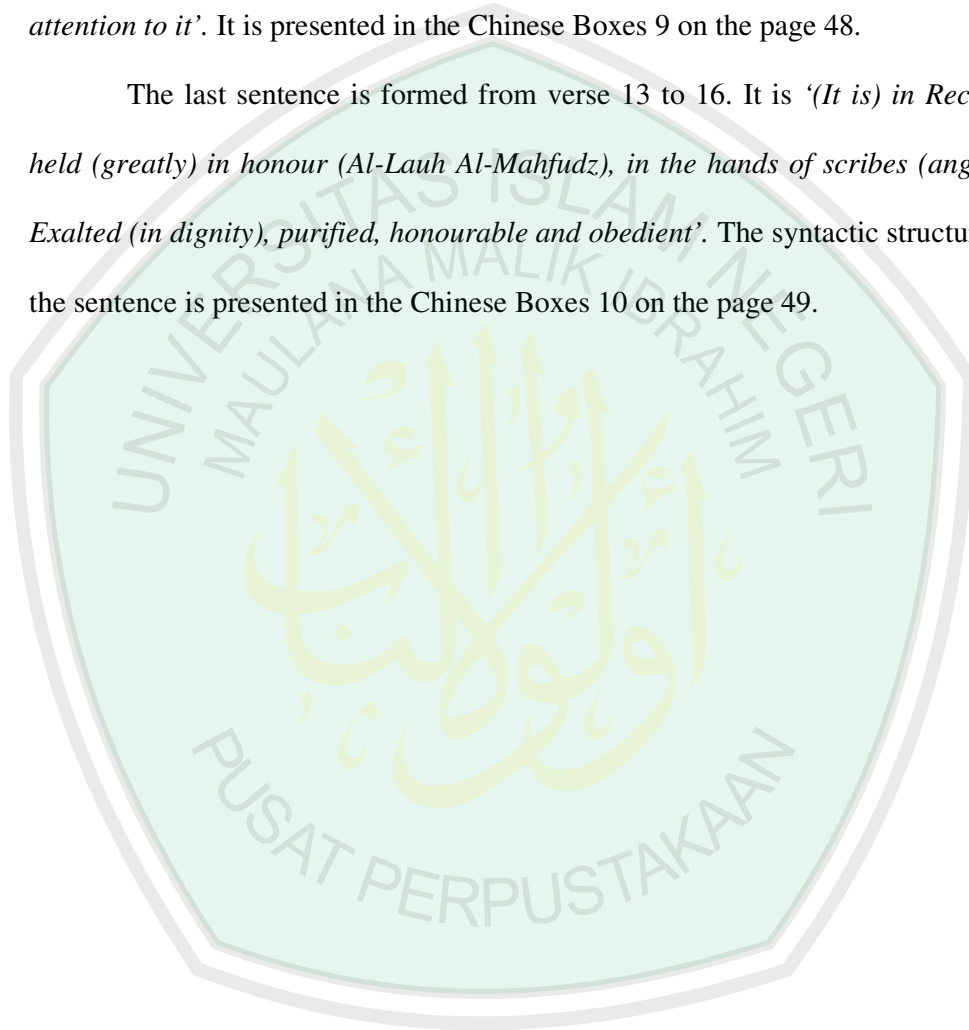 attention to it’. It is presented in the Chinese Boxes 9 on the page 48.
The last sentence is formed from verse 13 to 16. It is ‘(It is) in
held (greatly) in honour (Al-Lauh Al-Mahfudz), in the hands of scribes
Exalted (in dignity), purified, honourable and obedient’. The syntactic
the sentence is presented in the Chinese Boxes 10 on the page 49.
UNIVERSITAS ISLAM NEGERI
MAULANA MALIK IBRAHIM
أولوا الألباب
PUSAT PERPUSTAKAAN